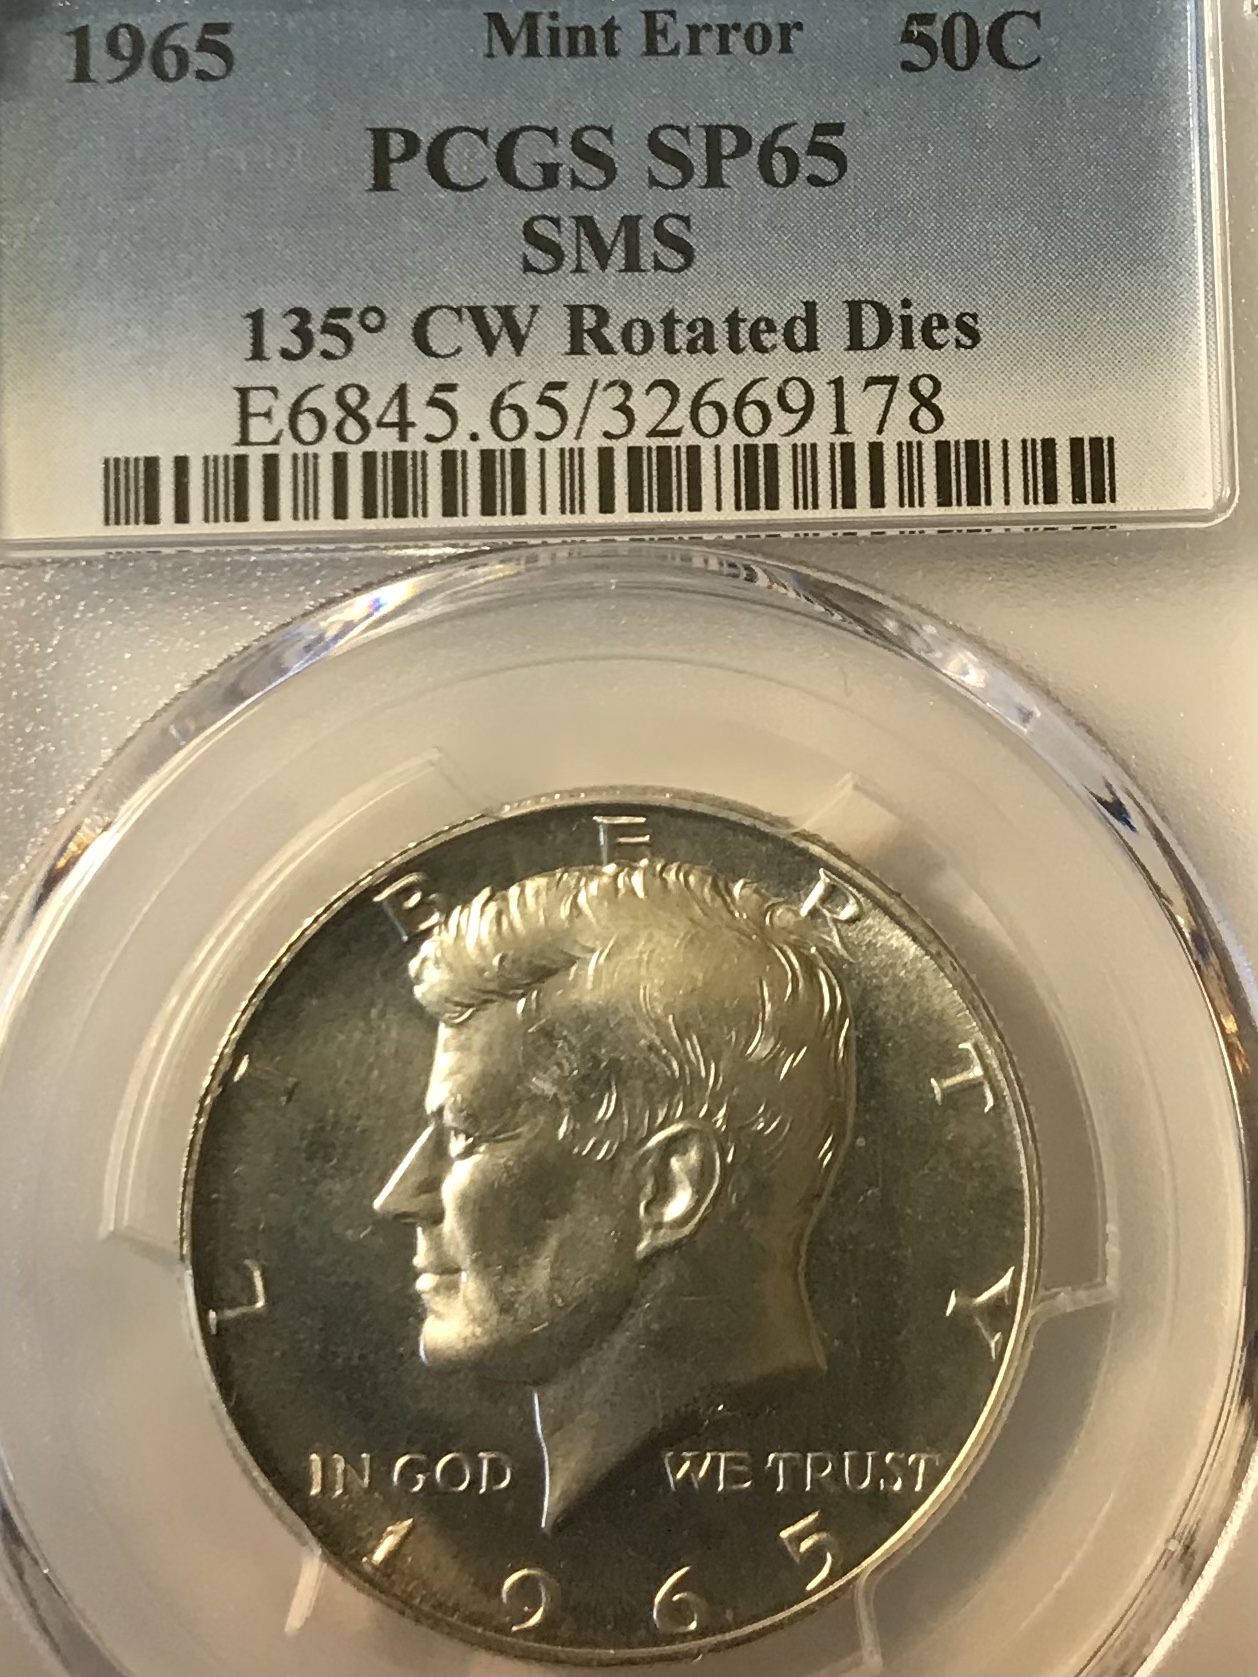 1965 Mint Error 50C
PCGS SP65
SMS
135° CW Rotated Dies
E6845.65/32669178
LIBERTY
IN GOD WE TRUST
1965